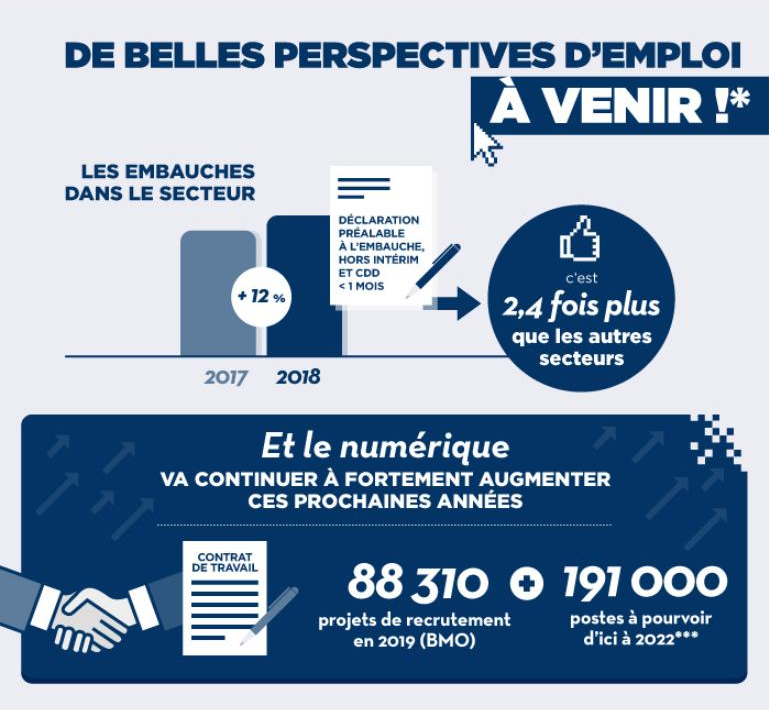 DE BELLES PERSPECTIVES D'EMPLOI
À VENIR !*
LES EMBAUCHES
DANS LE SECTEUR
DÉCLARATION
PRÉALABLE
À L'EMBAUCHE,
HORS INTÉRIM
ET CDD
< 1 MOIS
+ 12 %
2017 2018
c'est
2,4 fois plus
que les autres
secteurs
Et le numérique
VA CONTINUER À FORTEMENT AUGMENTER
CES PROCHAINES ANNÉES
CONTRAT
DE TRAVAIL
88 310 + 191 000
projets de recrutement
en 2019 (BMO)
postes à pourvoir
d'ici à 2022***